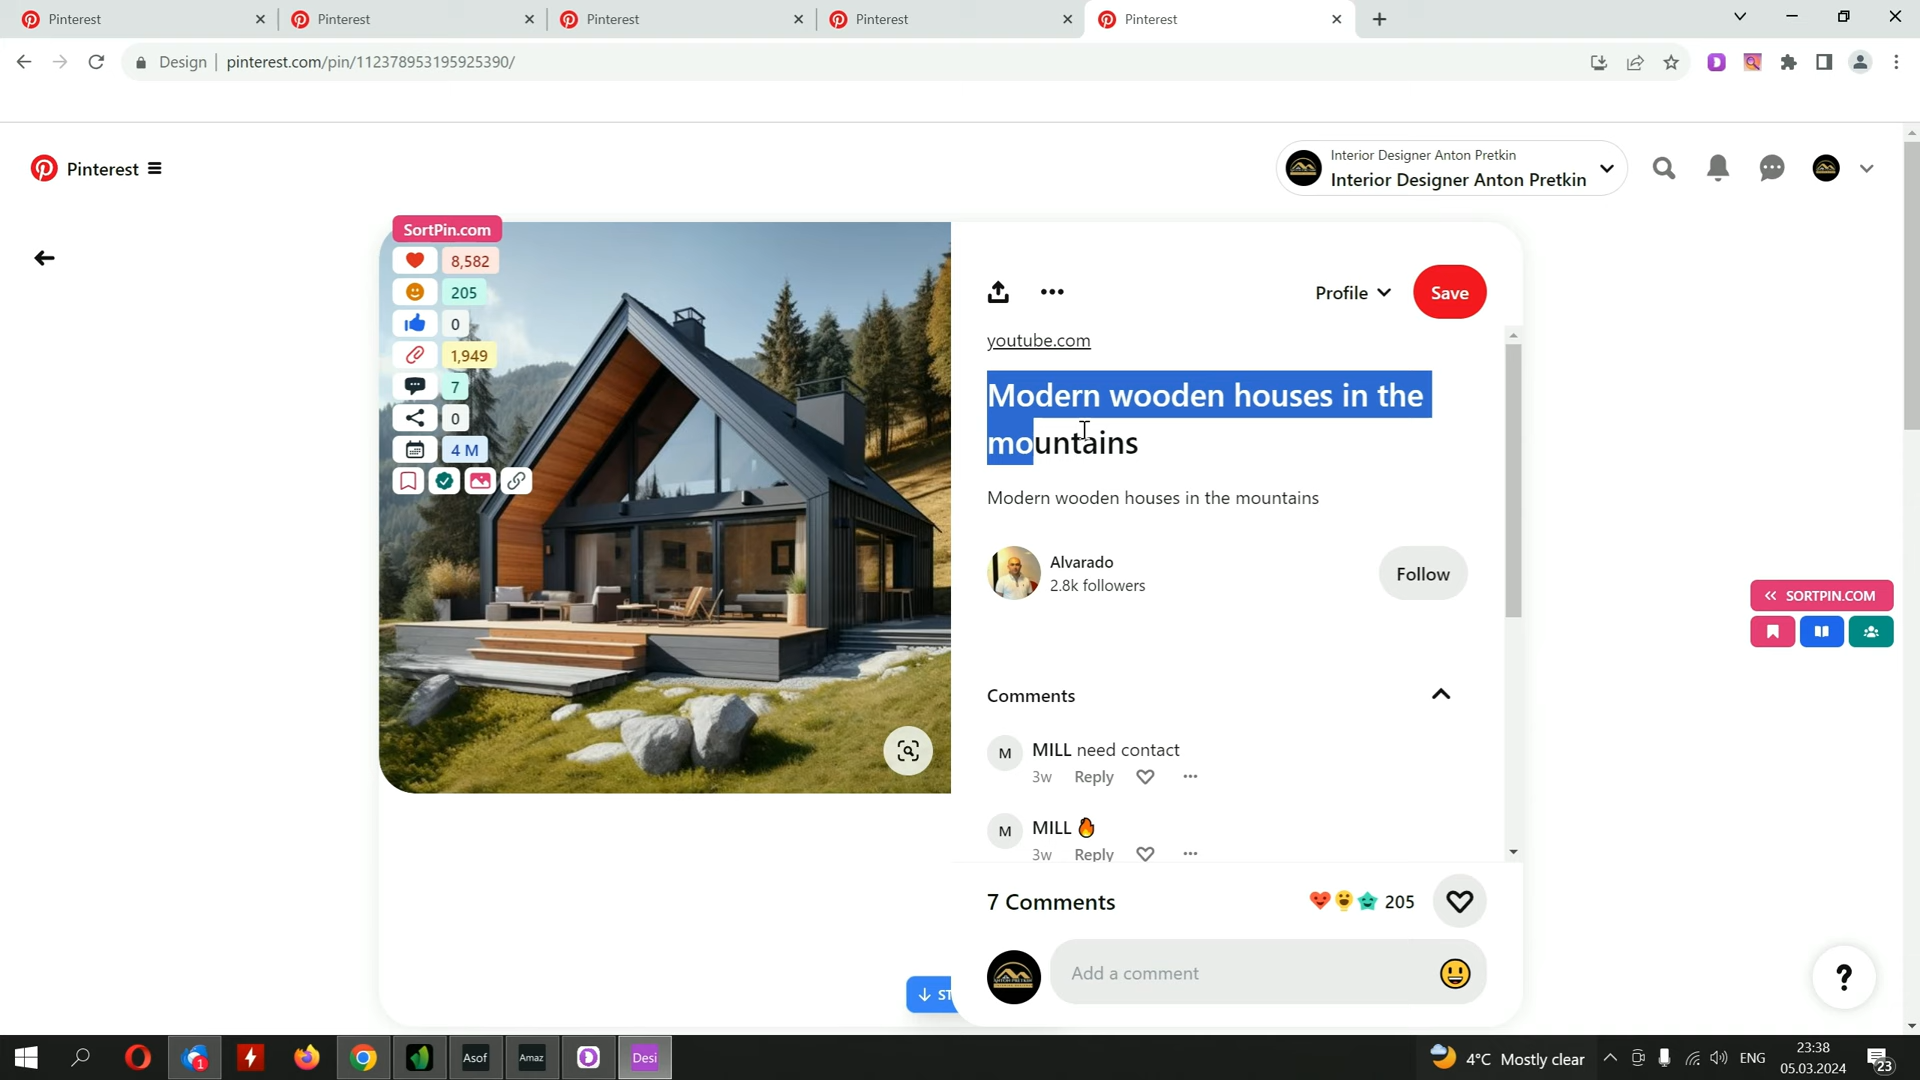 Pinterest
Pinterest
Pinterest
Pinterest
Pinterest
Design pinterest.com/pin/112378953195925390/
Pinterest
Interior Designer Anton Pretkin
Interior Designer Anton Pretkin
SortPin.com
8,582
205
0
1,949
7
0
4 M
Profile
Save
youtube.com
Modern wooden houses in the
mountains
Modern wooden houses in the mountains
Alvarado
2.8k followers
Follow
Comments
M
MILL need contact
3w Reply
M
MILL 🔥
3w Reply
7 Comments
205
Add a comment
ST
SORTPIN.COM
?
1
Asof
Amaz
Desi
4°C Mostly clear
ENG
23:38
05.03.2024
23